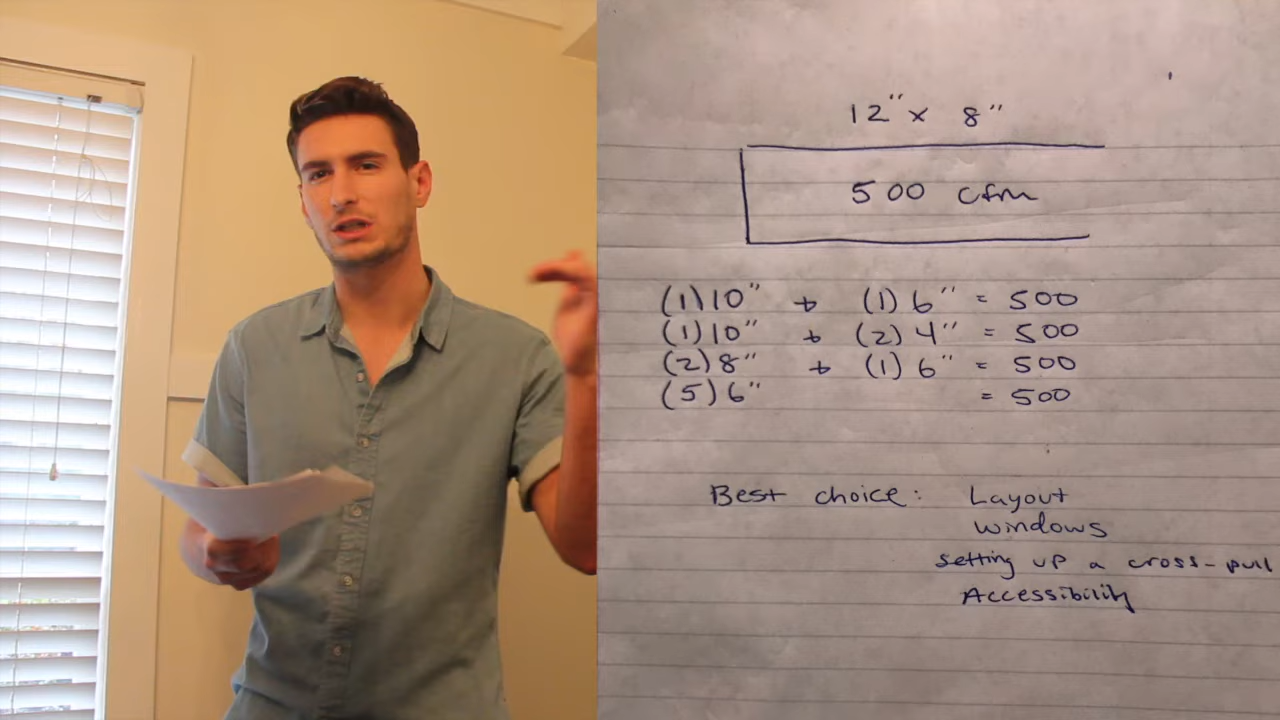 12" x 8"
500 cfm
(1) 10" + (1) 6" = 500
(1) 10" + (2) 4" = 500
(2) 8" + (1) 6" = 500
(5) 6" = 500
Best choice: Layout
windows
setting up a cross-pull
Accessibility